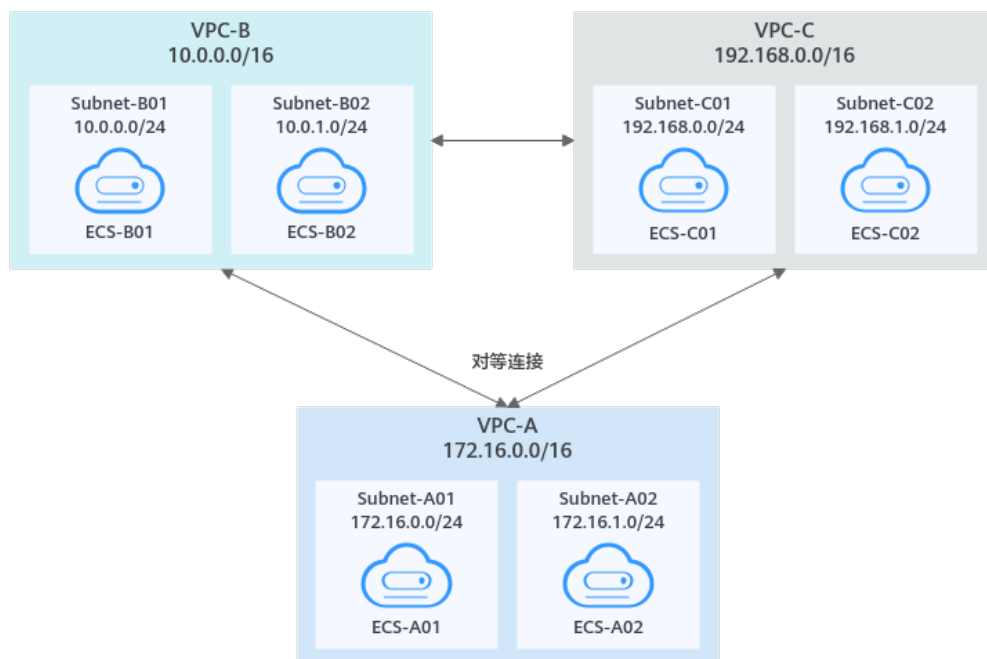 VPC-B
10.0.0.0/16
Subnet-B01
10.0.0.0/24
ECS-B01
Subnet-B02
10.0.1.0/24
ECS-B02
VPC-C
192.168.0.0/16
Subnet-C01
192.168.0.0/24
ECS-C01
Subnet-C02
192.168.1.0/24
ECS-C02
对等连接
VPC-A
172.16.0.0/16
Subnet-A01
172.16.0.0/24
ECS-A01
Subnet-A02
172.16.1.0/24
ECS-A02